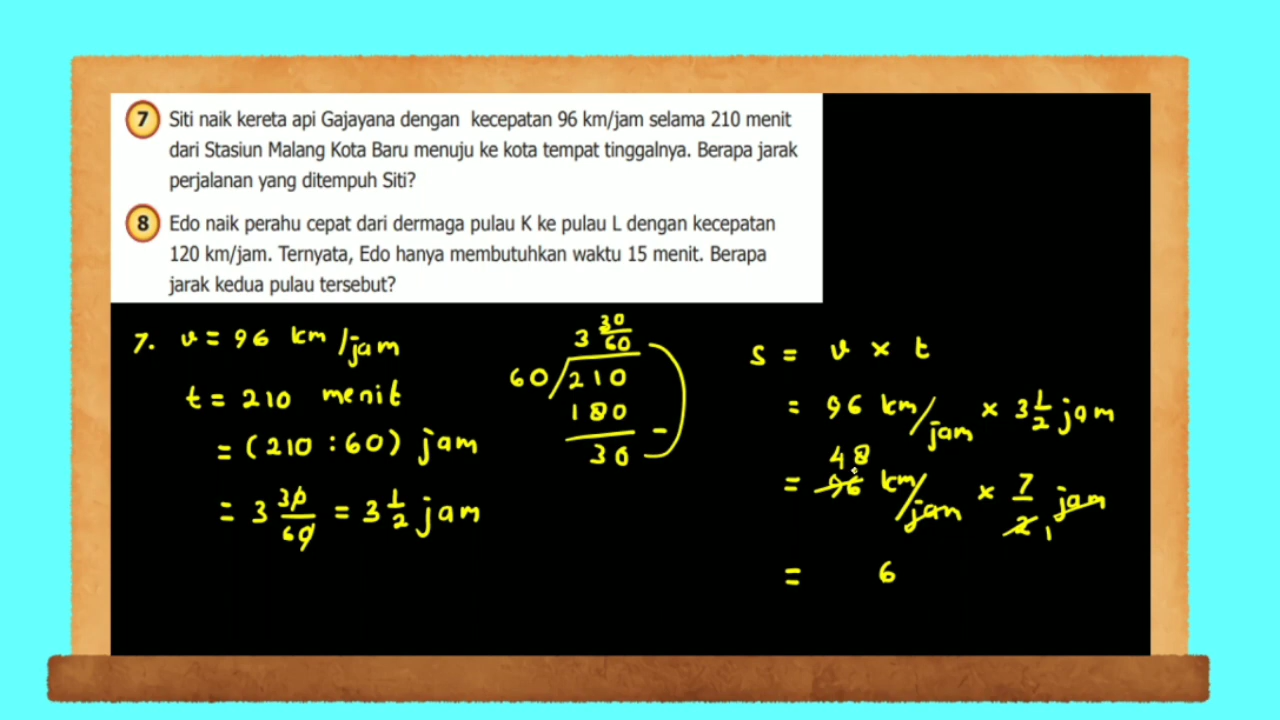 7 Siti naik kereta api Gajayana dengan kecepatan 96 km/jam selama 210 menit
dari Stasiun Malang Kota Baru menuju ke kota tempat tinggalnya. Berapa jarak
perjalanan yang ditempuh Siti?
8 Edo naik perahu cepat dari dermaga pulau K ke pulau L dengan kecepatan
120 km/jam. Ternyata, Edo hanya membutuhkan waktu 15 menit. Berapa
jarak kedua pulau tersebut?
7. v = 96 km/jam
t = 210 menit
= (210 : 60) jam
= 3 30/60 = 3 1/2 jam
3 30/60
60 / 210
180
30 -
s = v × t
= 96 km/jam × 3 1/2 jam
48
= 96 km/jam × 7/2 jam
1
= 6